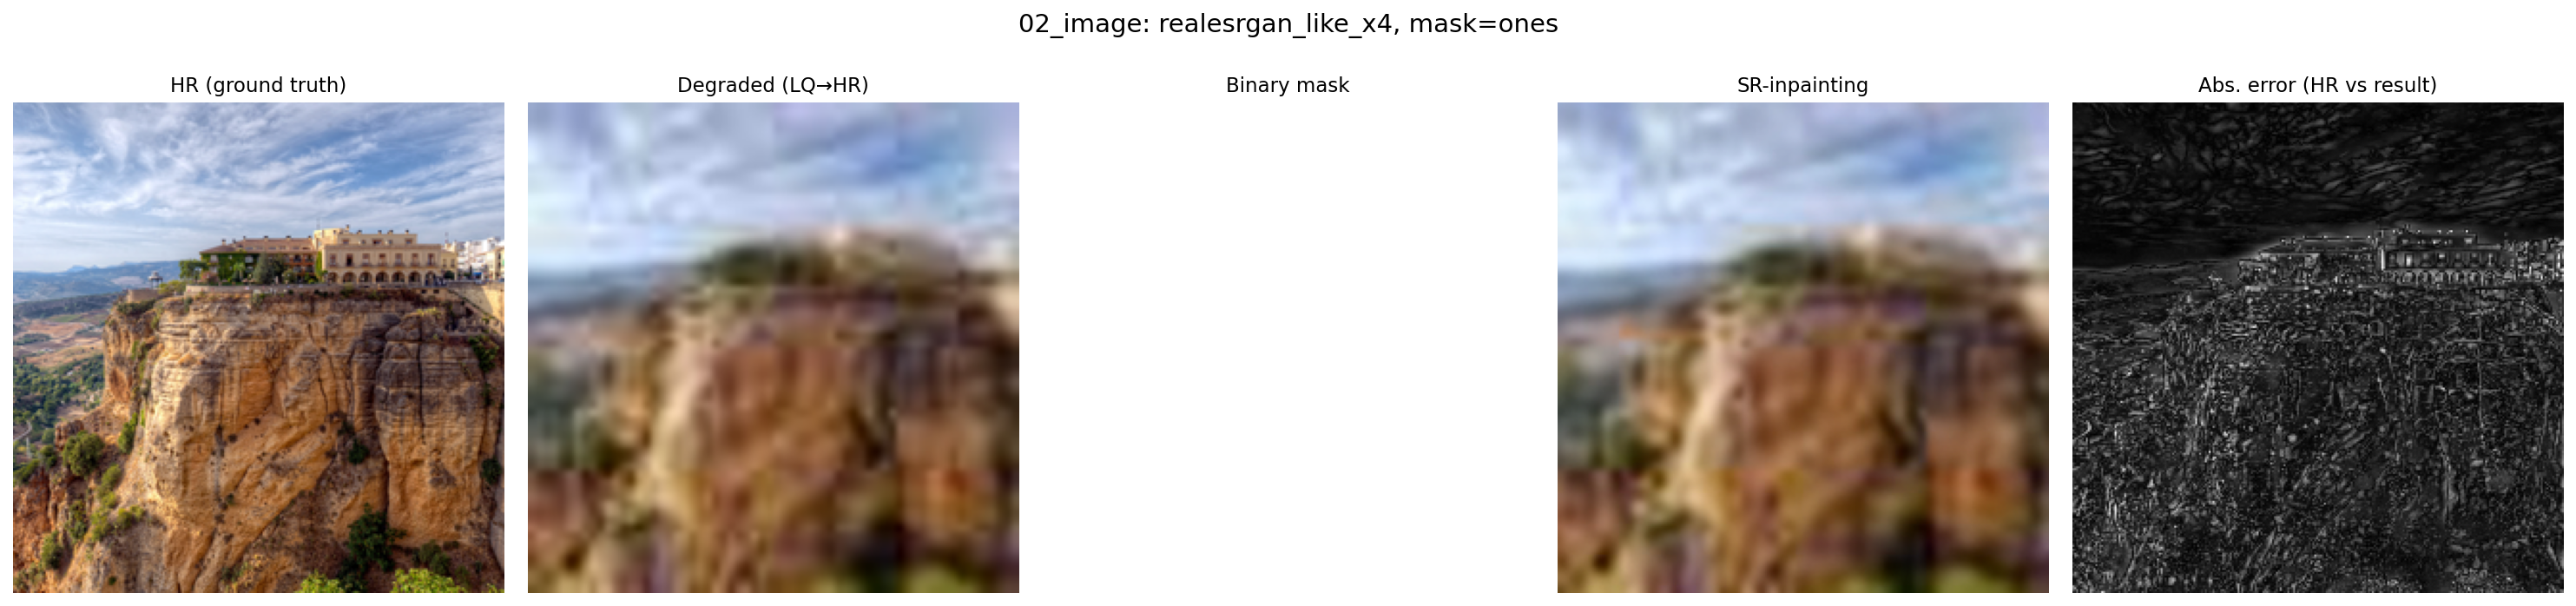 02_image: realesrgan_like_x4, mask=ones
HR (ground truth)
Degraded (LQ→HR)
Binary mask
SR-inpainting
Abs. error (HR vs result)